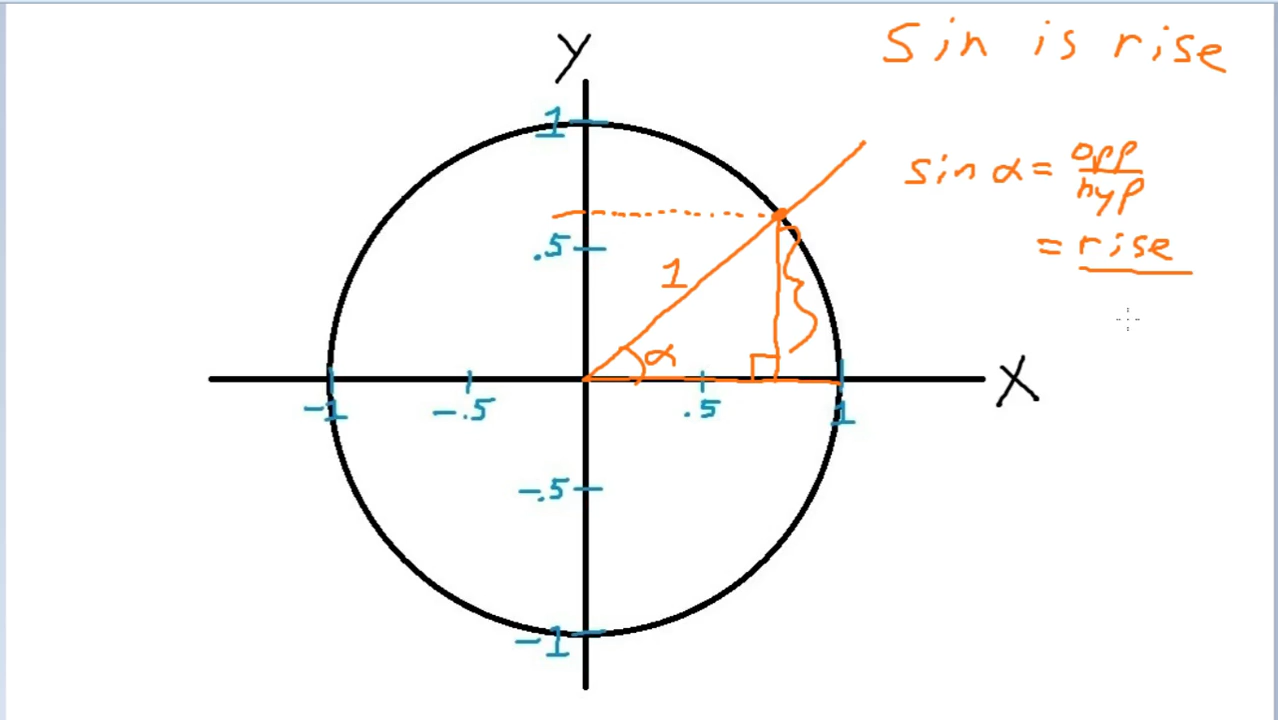 Sin is rise
Y
1
sin α = opp/hyp
= rise
.5
1
α
X
-1
-.5
.5
1
-.5
-1